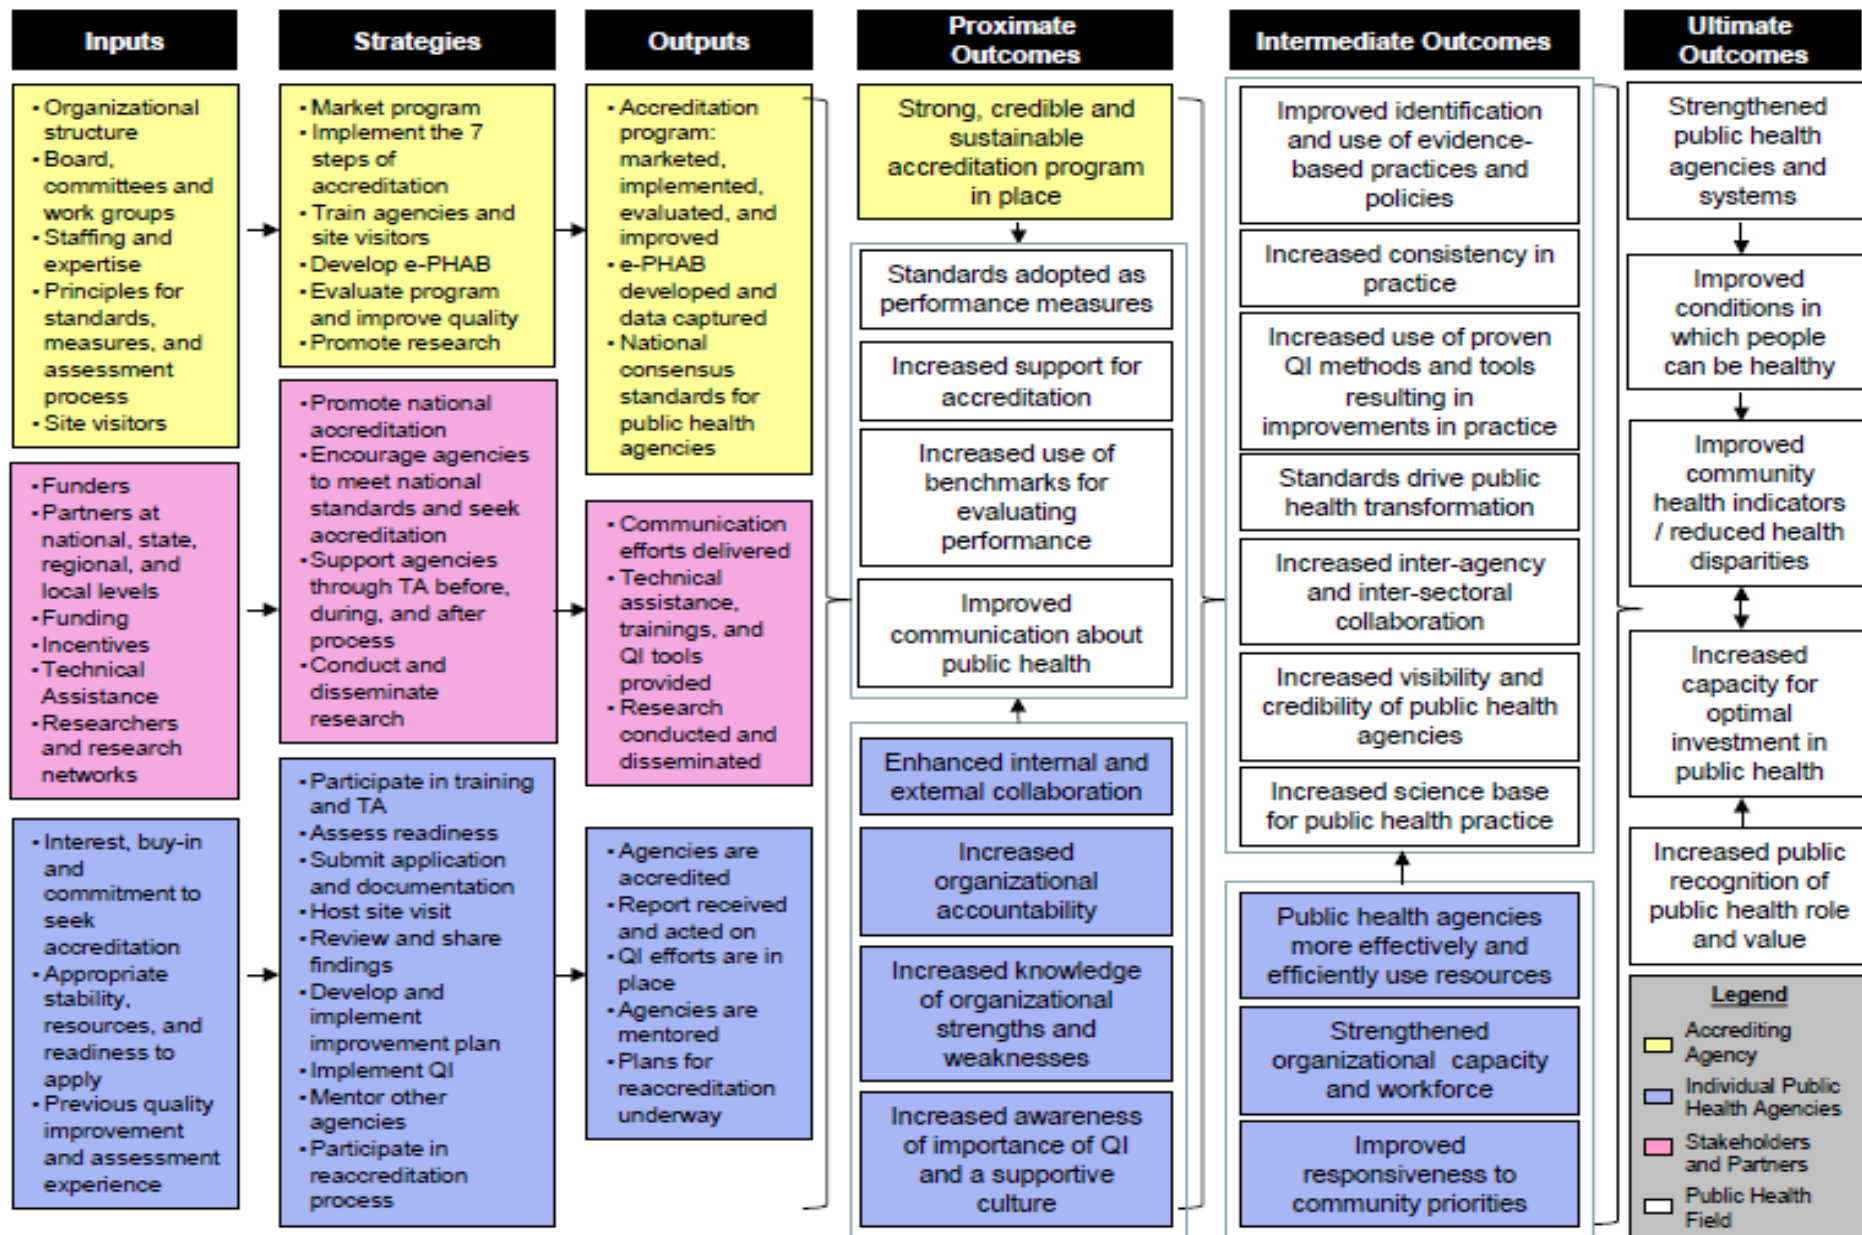 Inputs
• Organizational
structure
• Board,
committees and
work groups
• Staffing and
expertise
• Principles for
standards,
measures, and
assessment
process
• Site visitors
• Funders
• Partners at
national, state,
regional, and
local levels
• Funding
• Incentives
• Technical
Assistance
• Researchers
and research
networks
• Interest, buy-in
and
commitment to
seek
accreditation
• Appropriate
stability,
resources, and
readiness to
apply
• Previous quality
improvement
and assessment
experience
Strategies
• Market program
• Implement the 7
steps of
accreditation
• Train agencies and
site visitors
• Develop e-PHAB
• Evaluate program
and improve quality
• Promote research
• Promote national
accreditation
• Encourage agencies
to meet national
standards and seek
accreditation
• Support agencies
through TA before,
during, and after
process
• Conduct and
disseminate
research
• Participate in training
and TA
• Assess readiness
• Submit application
and documentation
• Host site visit
• Review and share
findings
• Develop and
implement
improvement plan
• Implement QI
• Mentor other
agencies
• Participate in
reaccreditation
process
Outputs
• Accreditation
program:
marketed,
implemented,
evaluated, and
improved
• e-PHAB
developed and
data captured
• National
consensus
standards for
public health
agencies
• Communication
efforts delivered
• Technical
assistance,
trainings, and
QI tools
provided
• Research
conducted and
disseminated
• Agencies are
accredited
• Report received
and acted on
• QI efforts are in
place
• Agencies are
mentored
• Plans for
reaccreditation
underway
Proximate
Outcomes
Strong, credible and
sustainable
accreditation program
in place
Standards adopted as
performance measures
Increased support for
accreditation
Increased use of
benchmarks for
evaluating
performance
Improved
communication about
public health
Enhanced internal and
external collaboration
Increased
organizational
accountability
Increased knowledge
of organizational
strengths and
weaknesses
Increased awareness
of importance of QI
and a supportive
culture
Intermediate Outcomes
Improved identification
and use of evidence-
based practices and
policies
Increased consistency in
practice
Increased use of proven
QI methods and tools
resulting in
improvements in practice
Standards drive public
health transformation
Increased inter-agency
and inter-sectoral
collaboration
Increased visibility and
credibility of public health
agencies
Increased science base
for public health practice
Public health agencies
more effectively and
efficiently use resources
Strengthened
organizational capacity
and workforce
Improved
responsiveness to
community priorities
Ultimate
Outcomes
Strengthened
public health
agencies and
systems
Improved
conditions in
which people
can be healthy
Improved
community
health indicators
/ reduced health
disparities
Increased
capacity for
optimal
investment in
public health
Increased public
recognition of
public health role
and value
Legend
Accrediting
Agency
Individual Public
Health Agencies
Stakeholders
and Partners
Public Health
Field